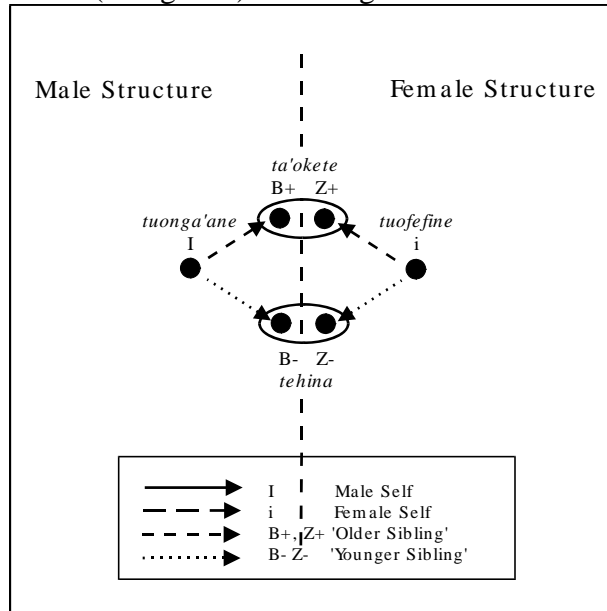 Male Structure Female Structure
ta'okete
B+ Z+
tuonga'ane tuofefine
I i
B- Z-
tehina
I Male Self
i Female Self
B+, Z+ 'Older Sibling'
B- Z- 'Younger Sibling'